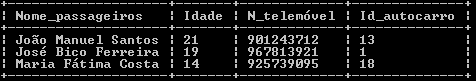 Nome_passageiros | Idade | N_telemóvel | Id_autocarro
João Manuel Santos | 21 | 901243712 | 13
José Bico Ferreira | 19 | 967813921 | 1
Maria Fátima Costa | 14 | 925739095 | 18